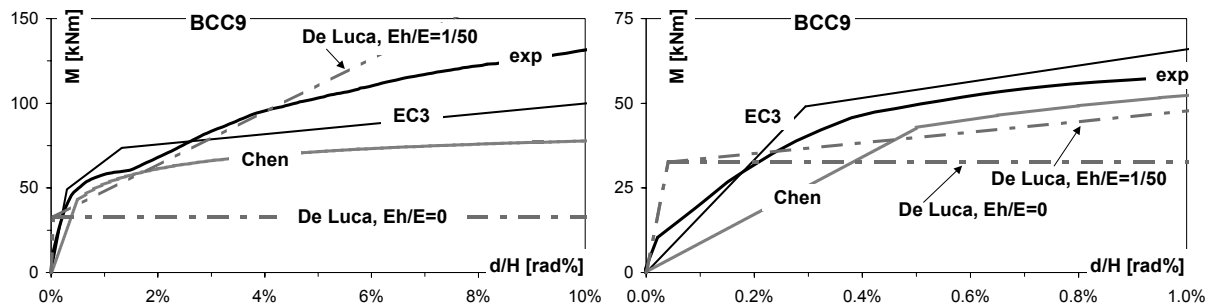 BCC9
M [kNm]
150
100
50
0
De Luca, Eh/E=1/50
exp
EC3
Chen
De Luca, Eh/E=0
d/H [rad%]
0% 2% 4% 6% 8% 10%
BCC9
M [kNm]
75
50
25
0
exp
EC3
De Luca, Eh/E=1/50
Chen
De Luca, Eh/E=0
d/H [rad%]
0.0% 0.2% 0.4% 0.6% 0.8% 1.0%